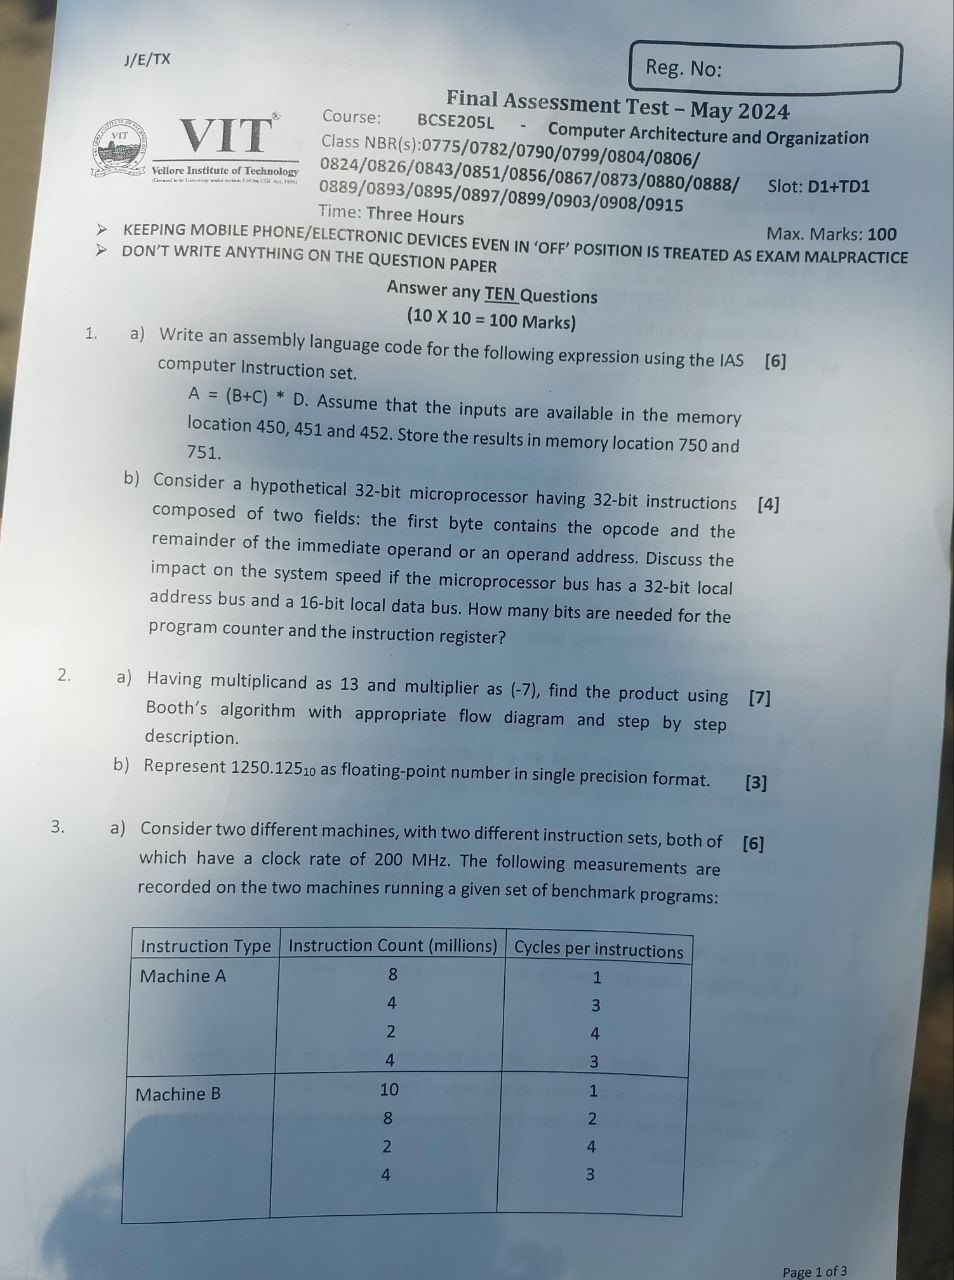 J/E/TX
Reg. No:
Final Assessment Test – May 2024
VIT®
VIT
Vellore Institute of Technology
(Deemed to be University under section 3 of the UGC Act, 1956)
Course: BCSE205L - Computer Architecture and Organization
Class NBR(s):0775/0782/0790/0799/0804/0806/
0824/0826/0843/0851/0856/0867/0873/0880/0888/ Slot: D1+TD1
0889/0893/0895/0897/0899/0903/0908/0915
Time: Three Hours Max. Marks: 100
➢ KEEPING MOBILE PHONE/ELECTRONIC DEVICES EVEN IN ‘OFF’ POSITION IS TREATED AS EXAM MALPRACTICE
➢ DON’T WRITE ANYTHING ON THE QUESTION PAPER
Answer any TEN Questions
(10 X 10 = 100 Marks)
1. a) Write an assembly language code for the following expression using the IAS [6]
computer Instruction set.
A = (B+C) * D. Assume that the inputs are available in the memory
location 450, 451 and 452. Store the results in memory location 750 and
751.
b) Consider a hypothetical 32-bit microprocessor having 32-bit instructions [4]
composed of two fields: the first byte contains the opcode and the
remainder of the immediate operand or an operand address. Discuss the
impact on the system speed if the microprocessor bus has a 32-bit local
address bus and a 16-bit local data bus. How many bits are needed for the
program counter and the instruction register?
2. a) Having multiplicand as 13 and multiplier as (-7), find the product using [7]
Booth’s algorithm with appropriate flow diagram and step by step
description.
b) Represent 1250.125₁₀ as floating-point number in single precision format. [3]
3. a) Consider two different machines, with two different instruction sets, both of [6]
which have a clock rate of 200 MHz. The following measurements are
recorded on the two machines running a given set of benchmark programs:
Instruction Type Instruction Count (millions) Cycles per instructions
Machine A 8 1
4 3
2 4
4 3
Machine B 10 1
8 2
2 4
4 3
Page 1 of 3